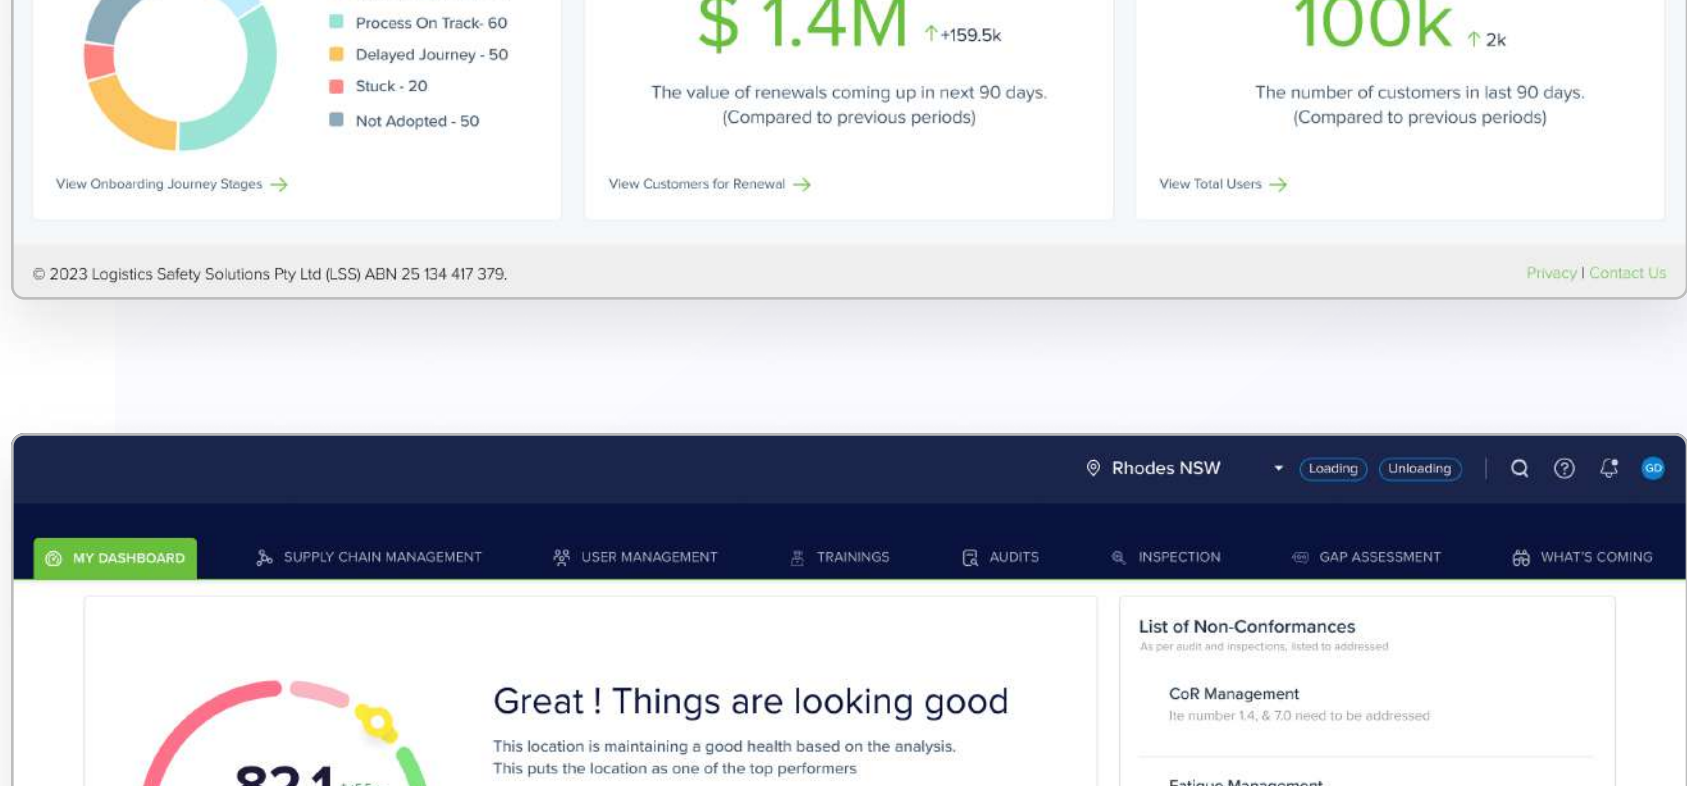 Process On Track- 60
Delayed Journey - 50
Stuck - 20
Not Adopted - 50
View Onboarding Journey Stages
$ 1.4M +159.5k
The value of renewals coming up in next 90 days.
(Compared to previous periods)
View Customers for Renewal
100k 2k
The number of customers in last 90 days.
(Compared to previous periods)
View Total Users
© 2023 Logistics Safety Solutions Pty Ltd (LSS) ABN 25 134 417 379.
Privacy | Contact Us
Rhodes NSW Loading Unloading GD
MY DASHBOARD SUPPLY CHAIN MANAGEMENT USER MANAGEMENT TRAININGS AUDITS INSPECTION GAP ASSESSMENT WHAT'S COMING
Great ! Things are looking good
This location is maintaining a good health based on the analysis.
This puts the location as one of the top performers
82.1
List of Non-Conformances
As per audit and inspections, listed to addressed
CoR Management
Ite number 1.4, & 7.0 need to be addressed
Fatigue Management